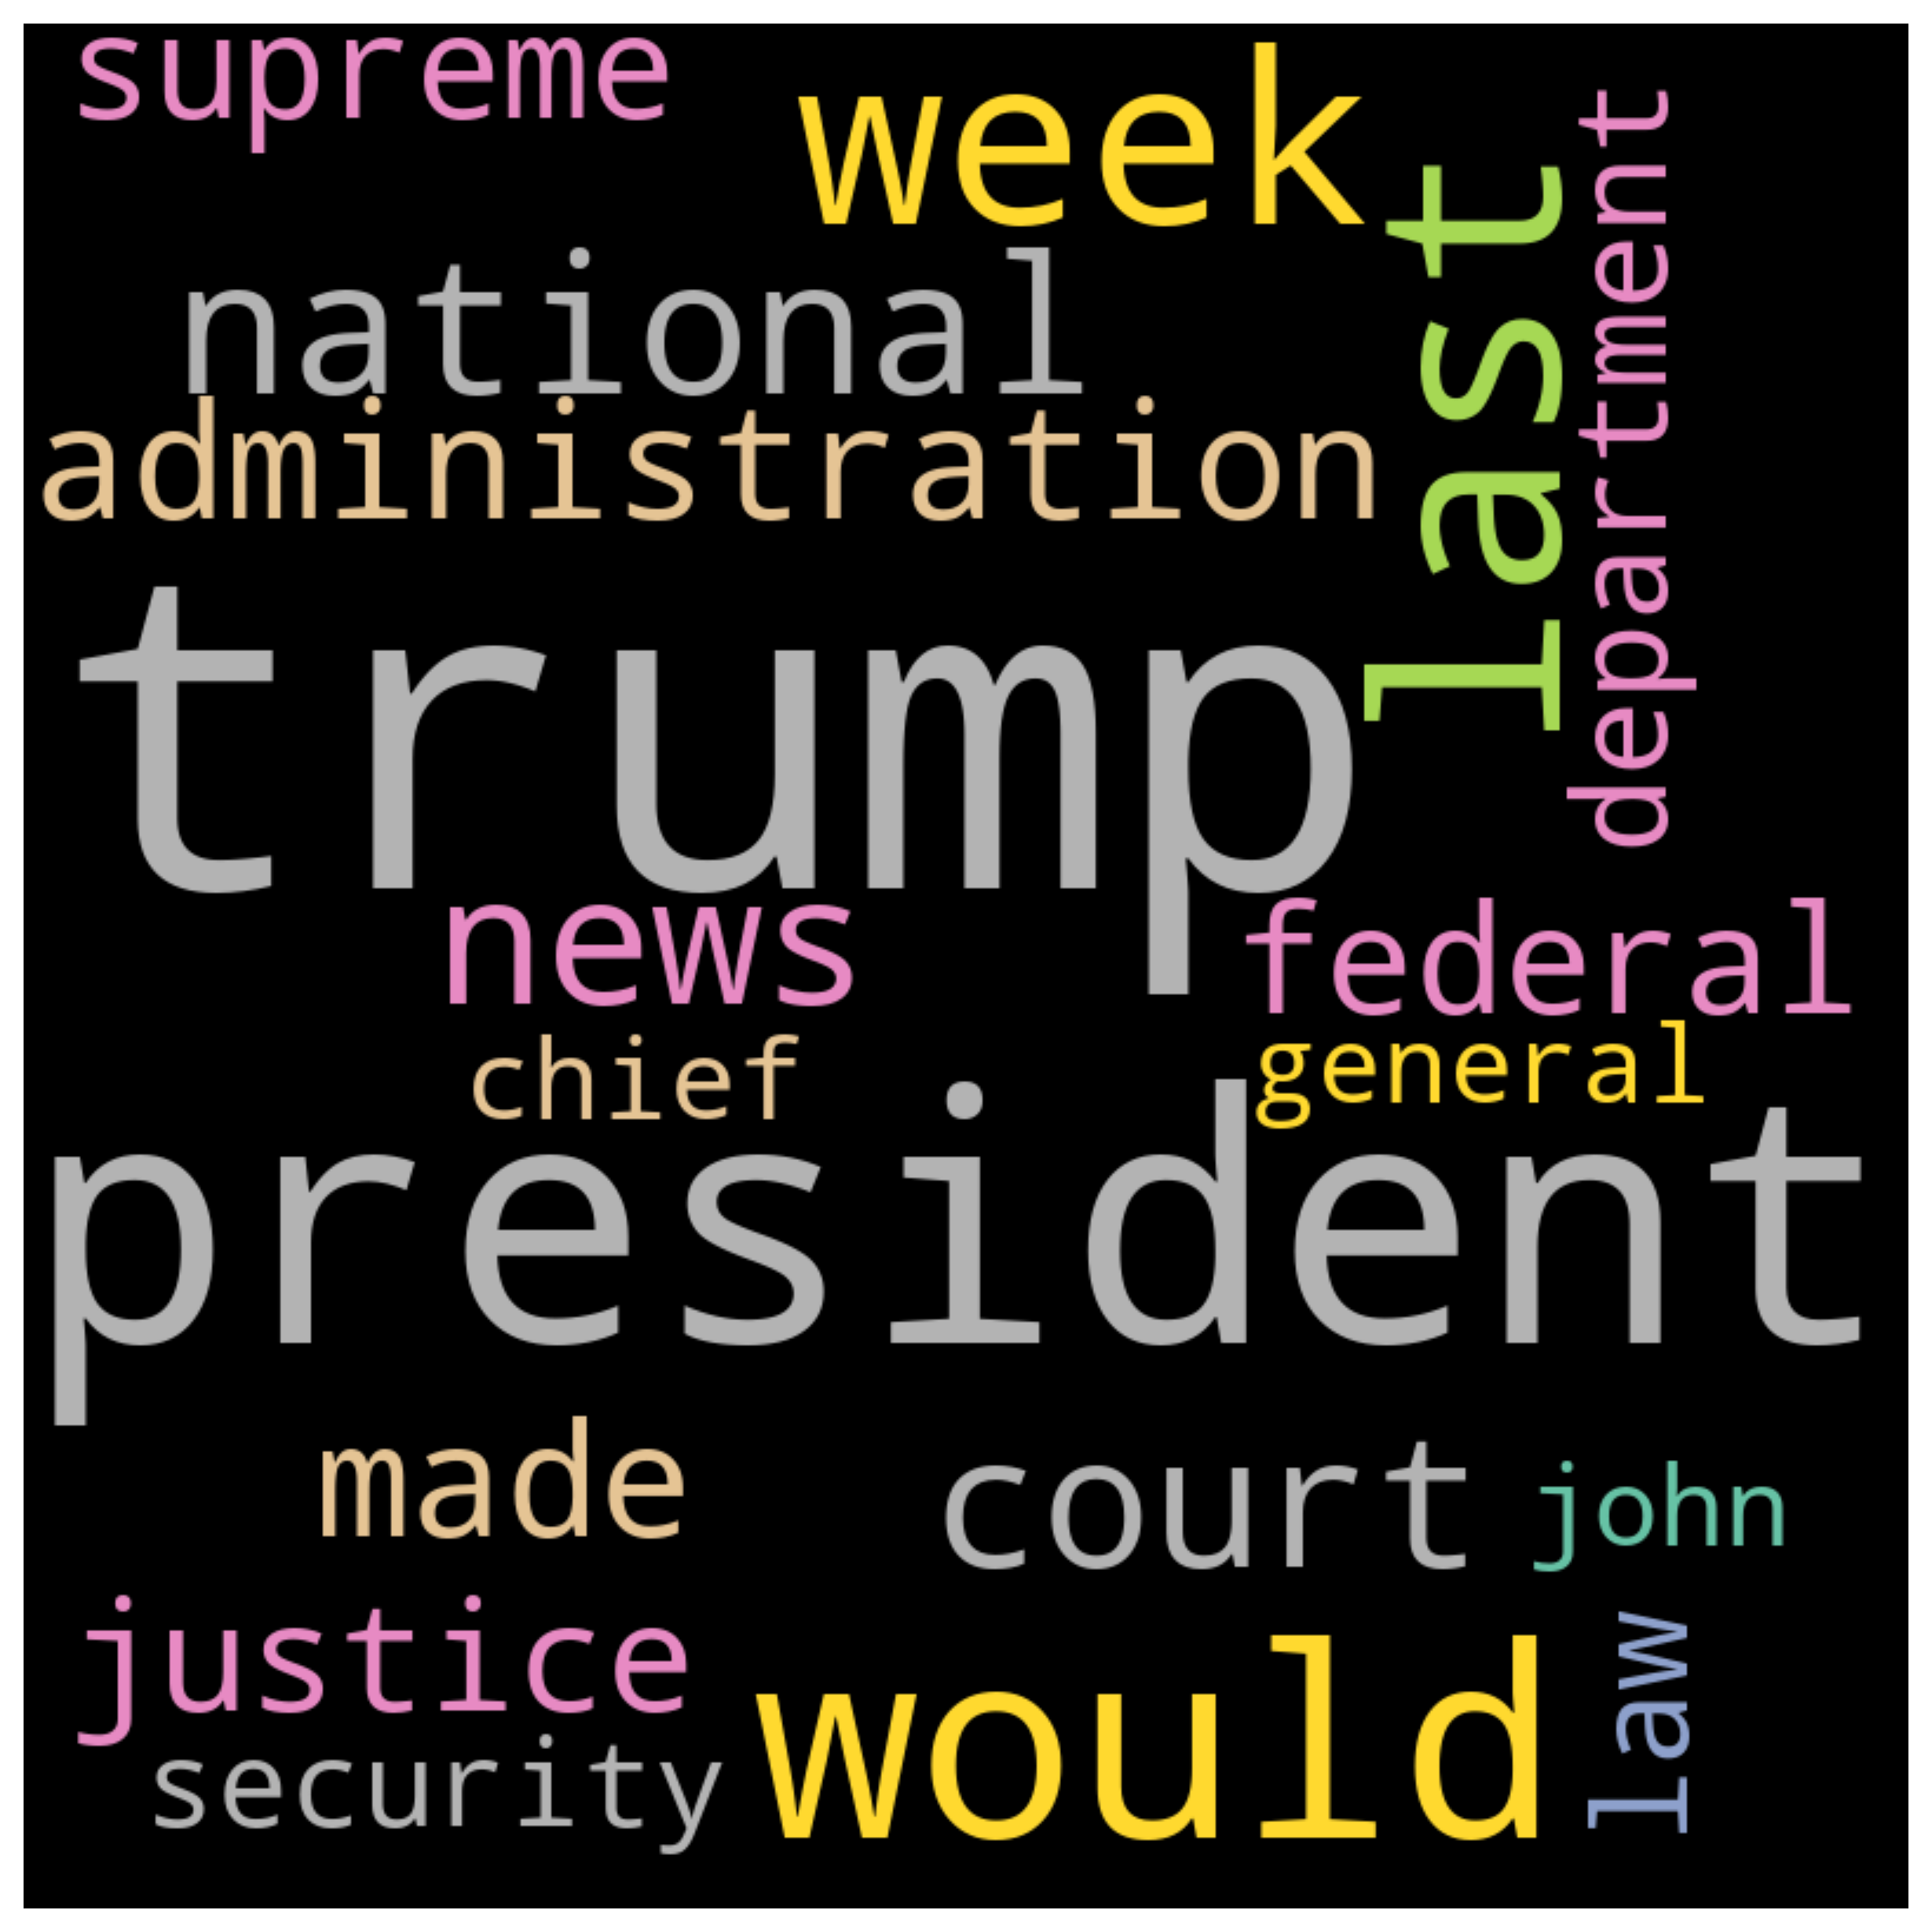 supreme
week
last
department
national
administration
trump
news
federal
chief
general
president
made
court
john
justice
law
security
would